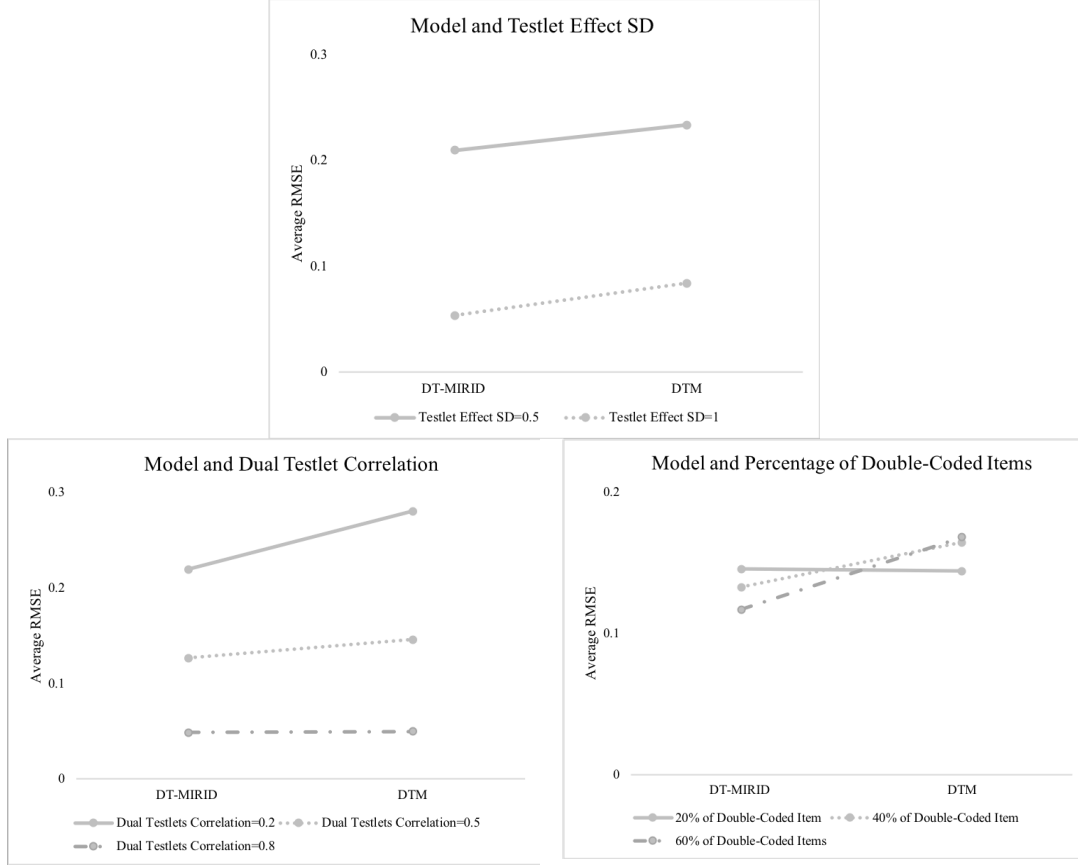 Model and Testlet Effect SD
0.3
0.2
0.1
0
Average RMSE
DT-MIRID DTM
Testlet Effect SD=0.5 Testlet Effect SD=1
Model and Dual Testlet Correlation
0.3
0.2
0.1
0
Average RMSE
DT-MIRID DTM
Dual Testlets Correlation=0.2 Dual Testlets Correlation=0.5
Dual Testlets Correlation=0.8
Model and Percentage of Double-Coded Items
0.2
0.1
0
Average RMSE
DT-MIRID DTM
20% of Double-Coded Item 40% of Double-Coded Item
60% of Double-Coded Items